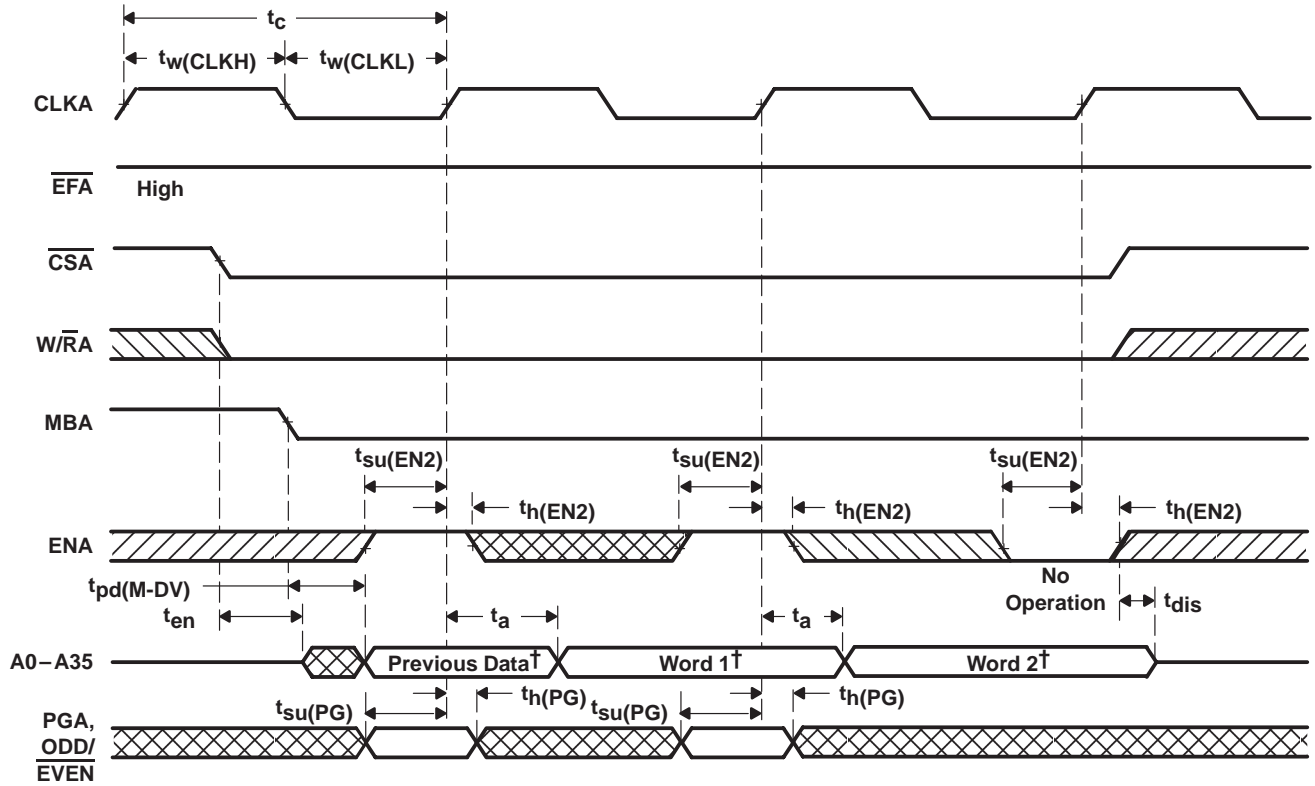 tc
tw(CLKH)
tw(CLKL)
CLKA
EFA
High
CSA
W/RA
MBA
tsu(EN2)
tsu(EN2)
tsu(EN2)
th(EN2)
th(EN2)
th(EN2)
ENA
tpd(M-DV)
No
Operation
ten
ta
ta
tdis
A0–A35
Previous Data†
Word 1†
Word 2†
tsu(PG)
th(PG)
tsu(PG)
th(PG)
PGA,
ODD/
EVEN